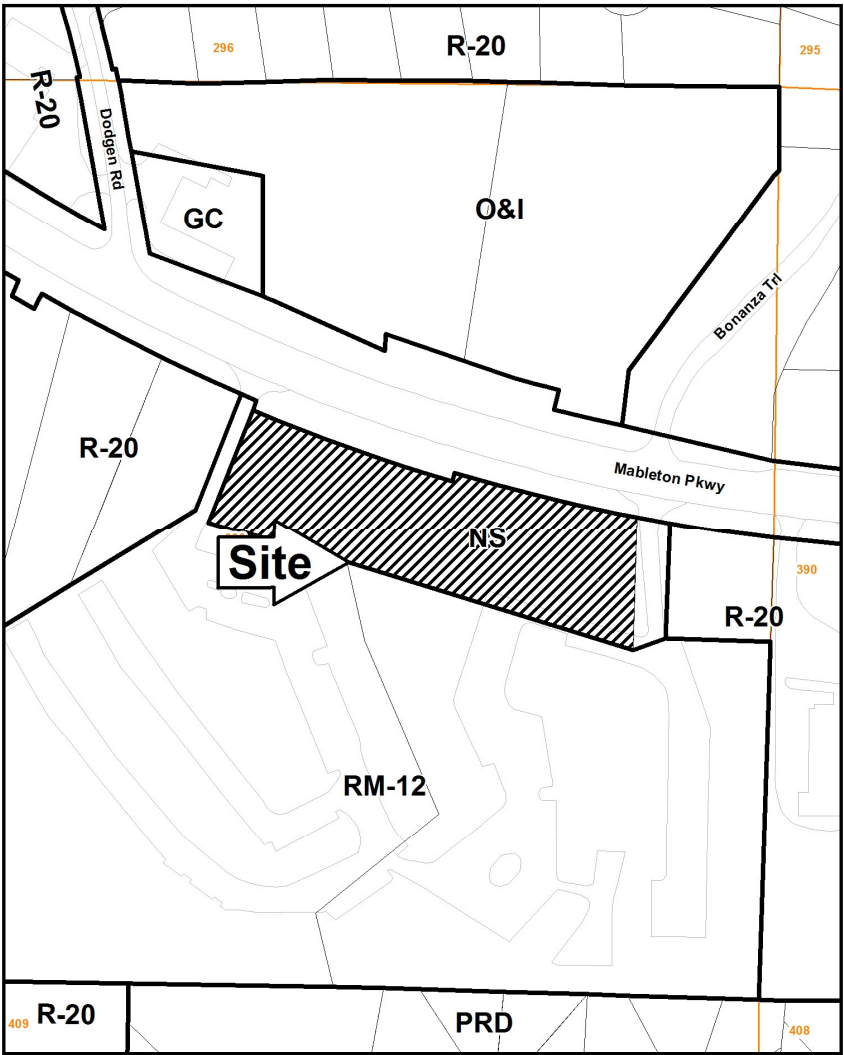 296
R-20
295
R-20
Dodgen Rd
GC
O&I
Bonanza Trl
R-20
Mableton Pkwy
NS
Site
390
R-20
RM-12
409
R-20
PRD
408